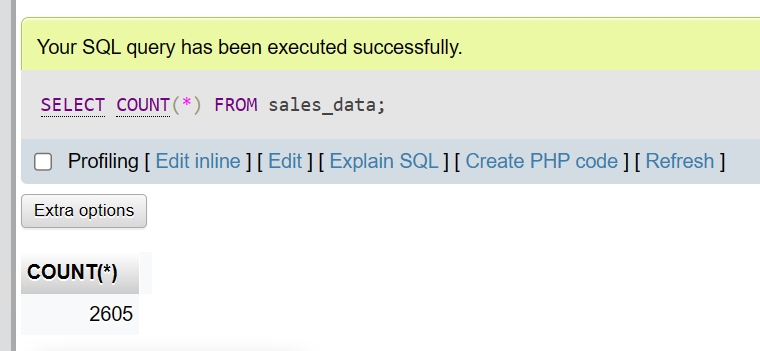 Your SQL query has been executed successfully.
SELECT COUNT(*) FROM sales_data;
Profiling [ Edit inline ] [ Edit ] [ Explain SQL ] [ Create PHP code ] [ Refresh ]
Extra options
COUNT(*)
2605